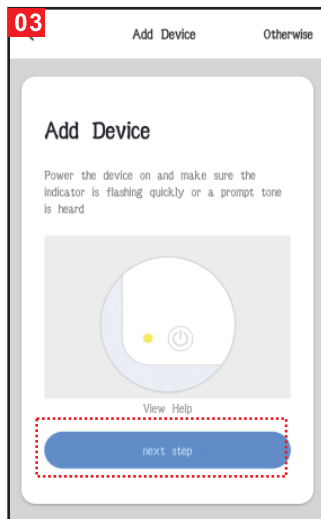 03
Add Device
Otherwise
Add Device
Power the device on and make sure the
indicator is flashing quickly or a prompt tone
is heard
View Help
next step